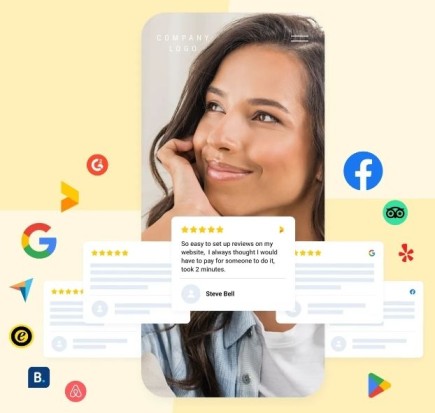 COMPANY
LOGO
So easy to set up reviews on my
website, I always thought I would
have to pay for someone to do it,
took 2 minutes.
Steve Bell
G
G
f
e
B.